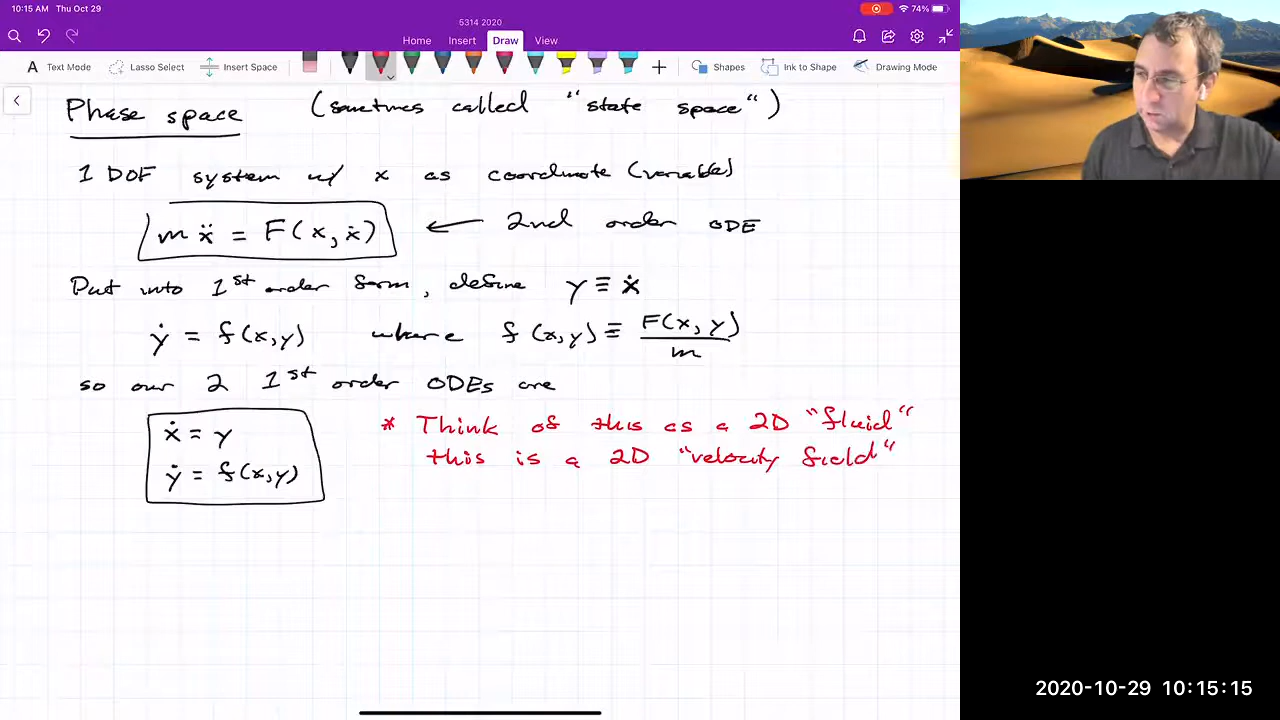 10:15 AM Thu Oct 29
74%
5314 2020
Home Insert Draw View
Text Mode Lasso Select Insert Space Shapes Ink to Shape Drawing Mode
Phase space (sometimes called "state space")
1 DOF system w/ x as coordinate (variable)
m ẍ = F(x, ẋ) ← 2nd order ODE
Put into 1st order form, define y ≡ ẋ
ẏ = f(x,y) where f(x,y) ≡ F(x,y)/m
so our 2 1st order ODEs are
ẋ = y
ẏ = f(x,y)
* Think of this as a 2D "fluid"
this is a 2D "velocity field"
2020-10-29 10:15:15